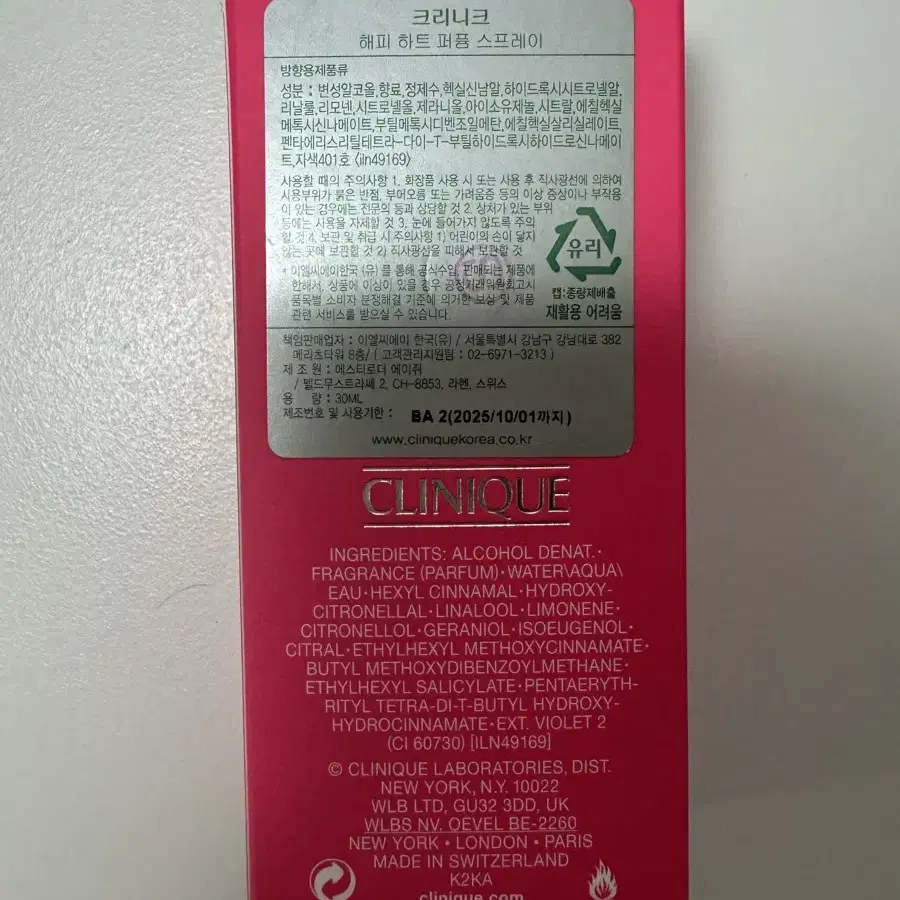 크리니크
해피 하트 퍼퓸 스프레이
방향용제품류
성분 : 변성알코올,향료,정제수,헥실신남알,하이드록시시트로넬알,
리날룰,리모넨,시트로넬올,제라니올,아이소유제놀,시트랄,에칠헥실
메톡시신나메이트,부틸메톡시디벤조일메탄,에칠헥실살리실레이트,
펜타에리스리틸테트라-다이-T-부틸하이드록시하이드로신나메이
트,자색401호 <iln49169>
사용할 때의 주의사항 1. 화장품 사용 시 또는 사용 후 직사광선에 의하여
사용부위가 붉은 반점, 부어오름 또는 가려움증 등의 이상 증상이나 부작용
이 있는 경우에는 전문의 등과 상담할 것 2. 상처가 있는 부위
등에는 사용을 자제할 것 3. 눈에 들어가지 않도록 주의
할 것 4. 보관 및 취급 시 주의사항 1) 어린이의 손이 닿지
않는 곳에 보관할 것 2) 직사광선을 피해서 보관할 것
유리
캡:종량제배출
재활용 어려움
* 이엘씨에이한국 (유)를 통해 공식수입, 판매되는 제품에
한해서, 상품에 이상이 있을 경우 공정거래위원회고시
품목별 소비자 분쟁해결 기준에 의거한 보상 및 제품
관련 서비스를 받으실 수 있습니다.
책임판매업자 : 이엘씨에이 한국(유) / 서울특별시 강남구 강남대로 382
메리츠타워 8층/ ( 고객관리지원팀 : 02-6971-3213 )
제 조 원 : 에스티로더 에이쥐
/ 펠드무스트라쎄 2, CH-8853, 라헨, 스위스
용 량 : 30ML
제조번호 및 사용기한 : BA 2(2025/10/01까지)
www.cliniquekorea.co.kr
CLINIQUE
INGREDIENTS: ALCOHOL DENAT.•
FRAGRANCE (PARFUM)•WATER\AQUA\
EAU•HEXYL CINNAMAL•HYDROXY-
CITRONELLAL•LINALOOL•LIMONENE•
CITRONELLOL•GERANIOL•ISOEUGENOL•
CITRAL•ETHYLHEXYL METHOXYCINNAMATE•
BUTYL METHOXYDIBENZOYLMETHANE•
ETHYLHEXYL SALICYLATE•PENTAERYTH-
RITYL TETRA-DI-T-BUTYL HYDROXY-
HYDROCINNAMATE•EXT. VIOLET 2
(CI 60730) [ILN49169]
© CLINIQUE LABORATORIES, DIST.
NEW YORK, N.Y. 10022
WLB LTD, GU32 3DD, UK
WLBS NV. OEVEL BE-2260
NEW YORK • LONDON • PARIS
MADE IN SWITZERLAND
K2KA
clinique.com